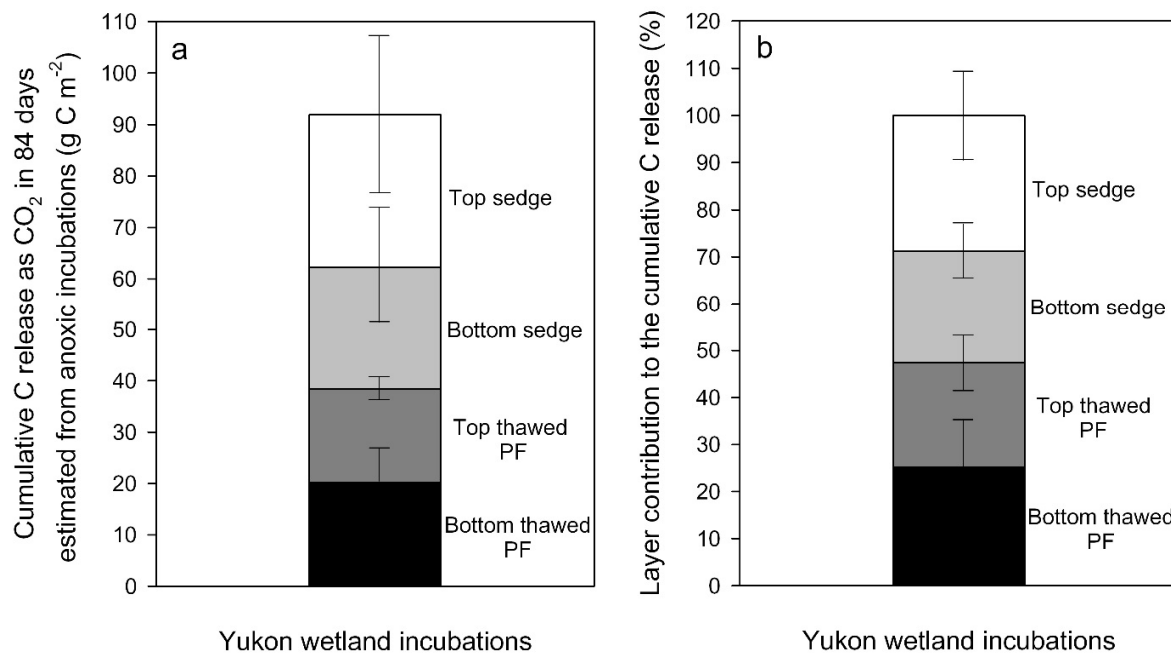 Cumulative C release as CO₂ in 84 days
estimated from anoxic incubations (g C m⁻²)
110
100
90
80
70
60
50
40
30
20
10
0
a
Top sedge
Bottom sedge
Top thawed
PF
Bottom thawed
PF
Yukon wetland incubations
Layer contribution to the cumulative C release (%)
120
110
100
90
80
70
60
50
40
30
20
10
0
b
Top sedge
Bottom sedge
Top thawed
PF
Bottom thawed
PF
Yukon wetland incubations